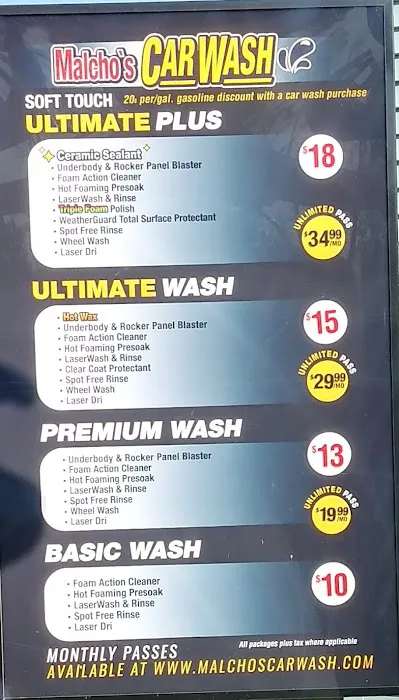 Malcho's CAR WASH
SOFT TOUCH 20¢ per/gal. gasoline discount with a car wash purchase
ULTIMATE PLUS
Ceramic Sealant
• Underbody & Rocker Panel Blaster
• Foam Action Cleaner
• Hot Foaming Presoak
• LaserWash & Rinse
• Triple Foam Polish
• WeatherGuard Total Surface Protectant
• Spot Free Rinse
• Wheel Wash
• Laser Dri
$18
UNLIMITED PASS
$34.99/MO
ULTIMATE WASH
• Hot Wax
• Underbody & Rocker Panel Blaster
• Foam Action Cleaner
• Hot Foaming Presoak
• LaserWash & Rinse
• Clear Coat Protectant
• Spot Free Rinse
• Wheel Wash
• Laser Dri
$15
UNLIMITED PASS
$29.99/MO
PREMIUM WASH
• Underbody & Rocker Panel Blaster
• Foam Action Cleaner
• Hot Foaming Presoak
• LaserWash & Rinse
• Spot Free Rinse
• Wheel Wash
• Laser Dri
$13
UNLIMITED PASS
$19.99/MO
BASIC WASH
• Foam Action Cleaner
• Hot Foaming Presoak
• LaserWash & Rinse
• Spot Free Rinse
• Laser Dri
$10
All packages plus tax where applicable
MONTHLY PASSES
AVAILABLE AT WWW.MALCHOSCARWASH.COM